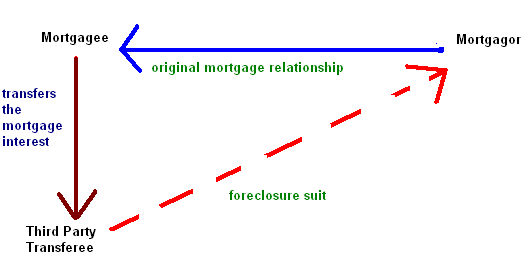 Mortgagee
Mortgagor
original mortgage relationship
transfers
the
mortgage
interest
foreclosure suit
Third Party
Transferee